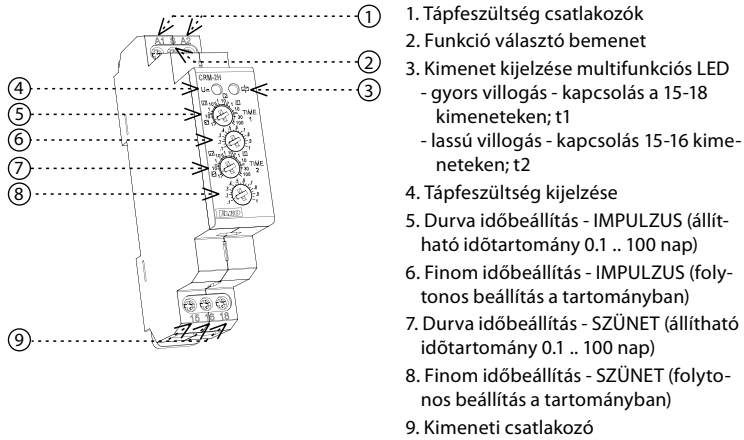 1. Tápfeszültség csatlakozók
2. Funkció választó bemenet
3. Kimenet kijelzése multifunkciós LED
- gyors villogás - kapcsolás a 15-18
kimeneteken; t1
- lassú villogás - kapcsolás 15-16 kime-
neteken; t2
4. Tápfeszültség kijelzése
5. Durva időbeállítás - IMPULZUS (állít-
ható idõtartomány 0.1 .. 100 nap)
6. Finom időbeállítás - IMPULZUS (foly-
tonos beállítás a tartományban)
7. Durva időbeállítás - SZÜNET (állítható
idõtartomány 0.1 .. 100 nap)
8. Finom időbeállítás - SZÜNET (folyto-
nos beállítás a tartományban)
9. Kimeneti csatlakozó
1
2
3
4
5
6
7
8
9
A1 S A2
CRM-2H
Un
TIME
1
TIME
2
15 16 18